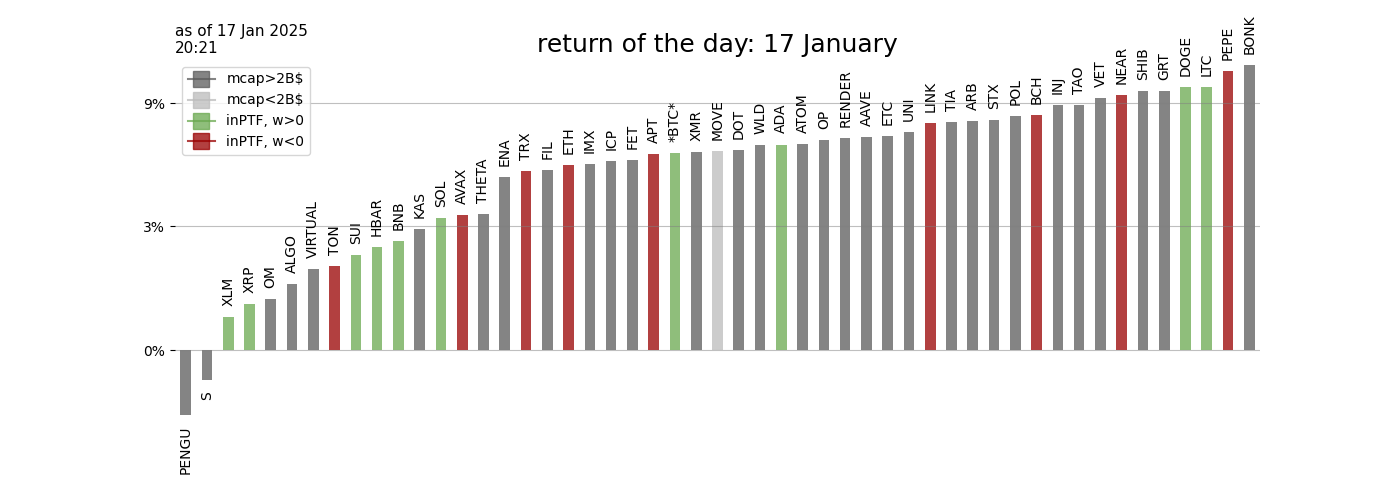 as of 17 Jan 2025
20:21
return of the day: 17 January
mcap>2B$
mcap<2B$
inPTF, w>0
inPTF, w<0
9%
3%
0%
PENGU
S
XLM
XRP
OM
ALGO
VIRTUAL
TON
SUI
HBAR
BNB
KAS
SOL
AVAX
THETA
ENA
TRX
FIL
ETH
IMX
ICP
FET
APT
*BTC*
XMR
MOVE
DOT
WLD
ADA
ATOM
OP
RENDER
AAVE
ETC
UNI
LINK
TIA
ARB
STX
POL
BCH
INJ
TAO
VET
NEAR
SHIB
GRT
DOGE
LTC
PEPE
BONK